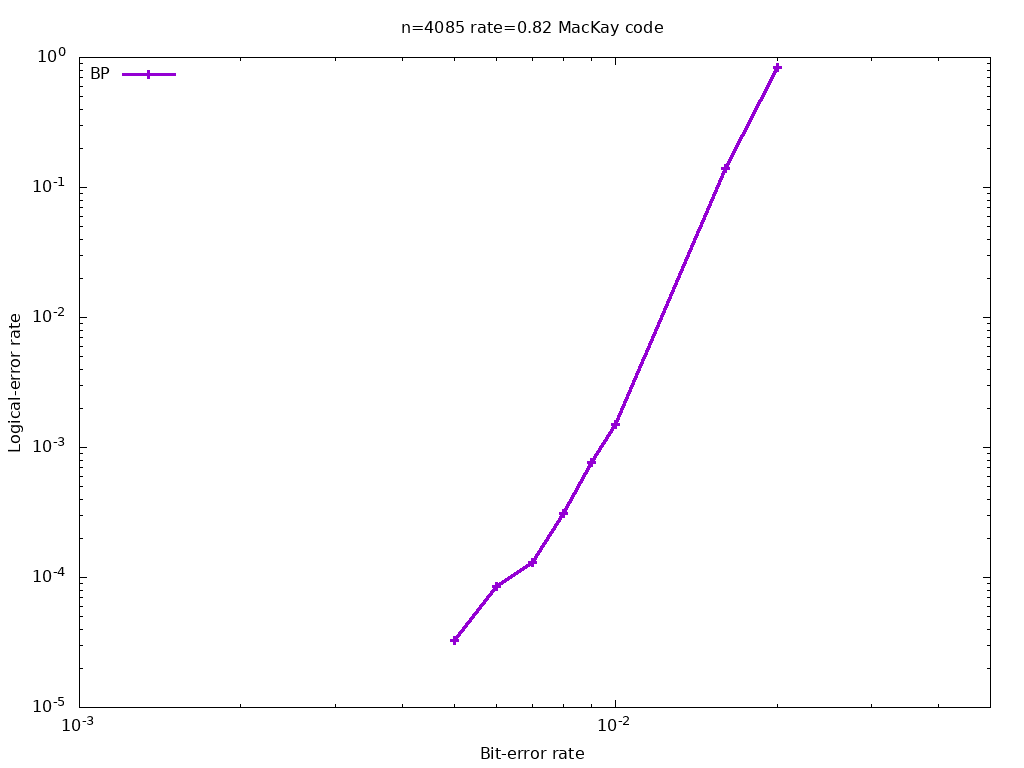 n=4085 rate=0.82 MacKay code
BP
10^0
10^-1
10^-2
10^-3
10^-4
10^-5
Logical-error rate
10^-3
10^-2
Bit-error rate